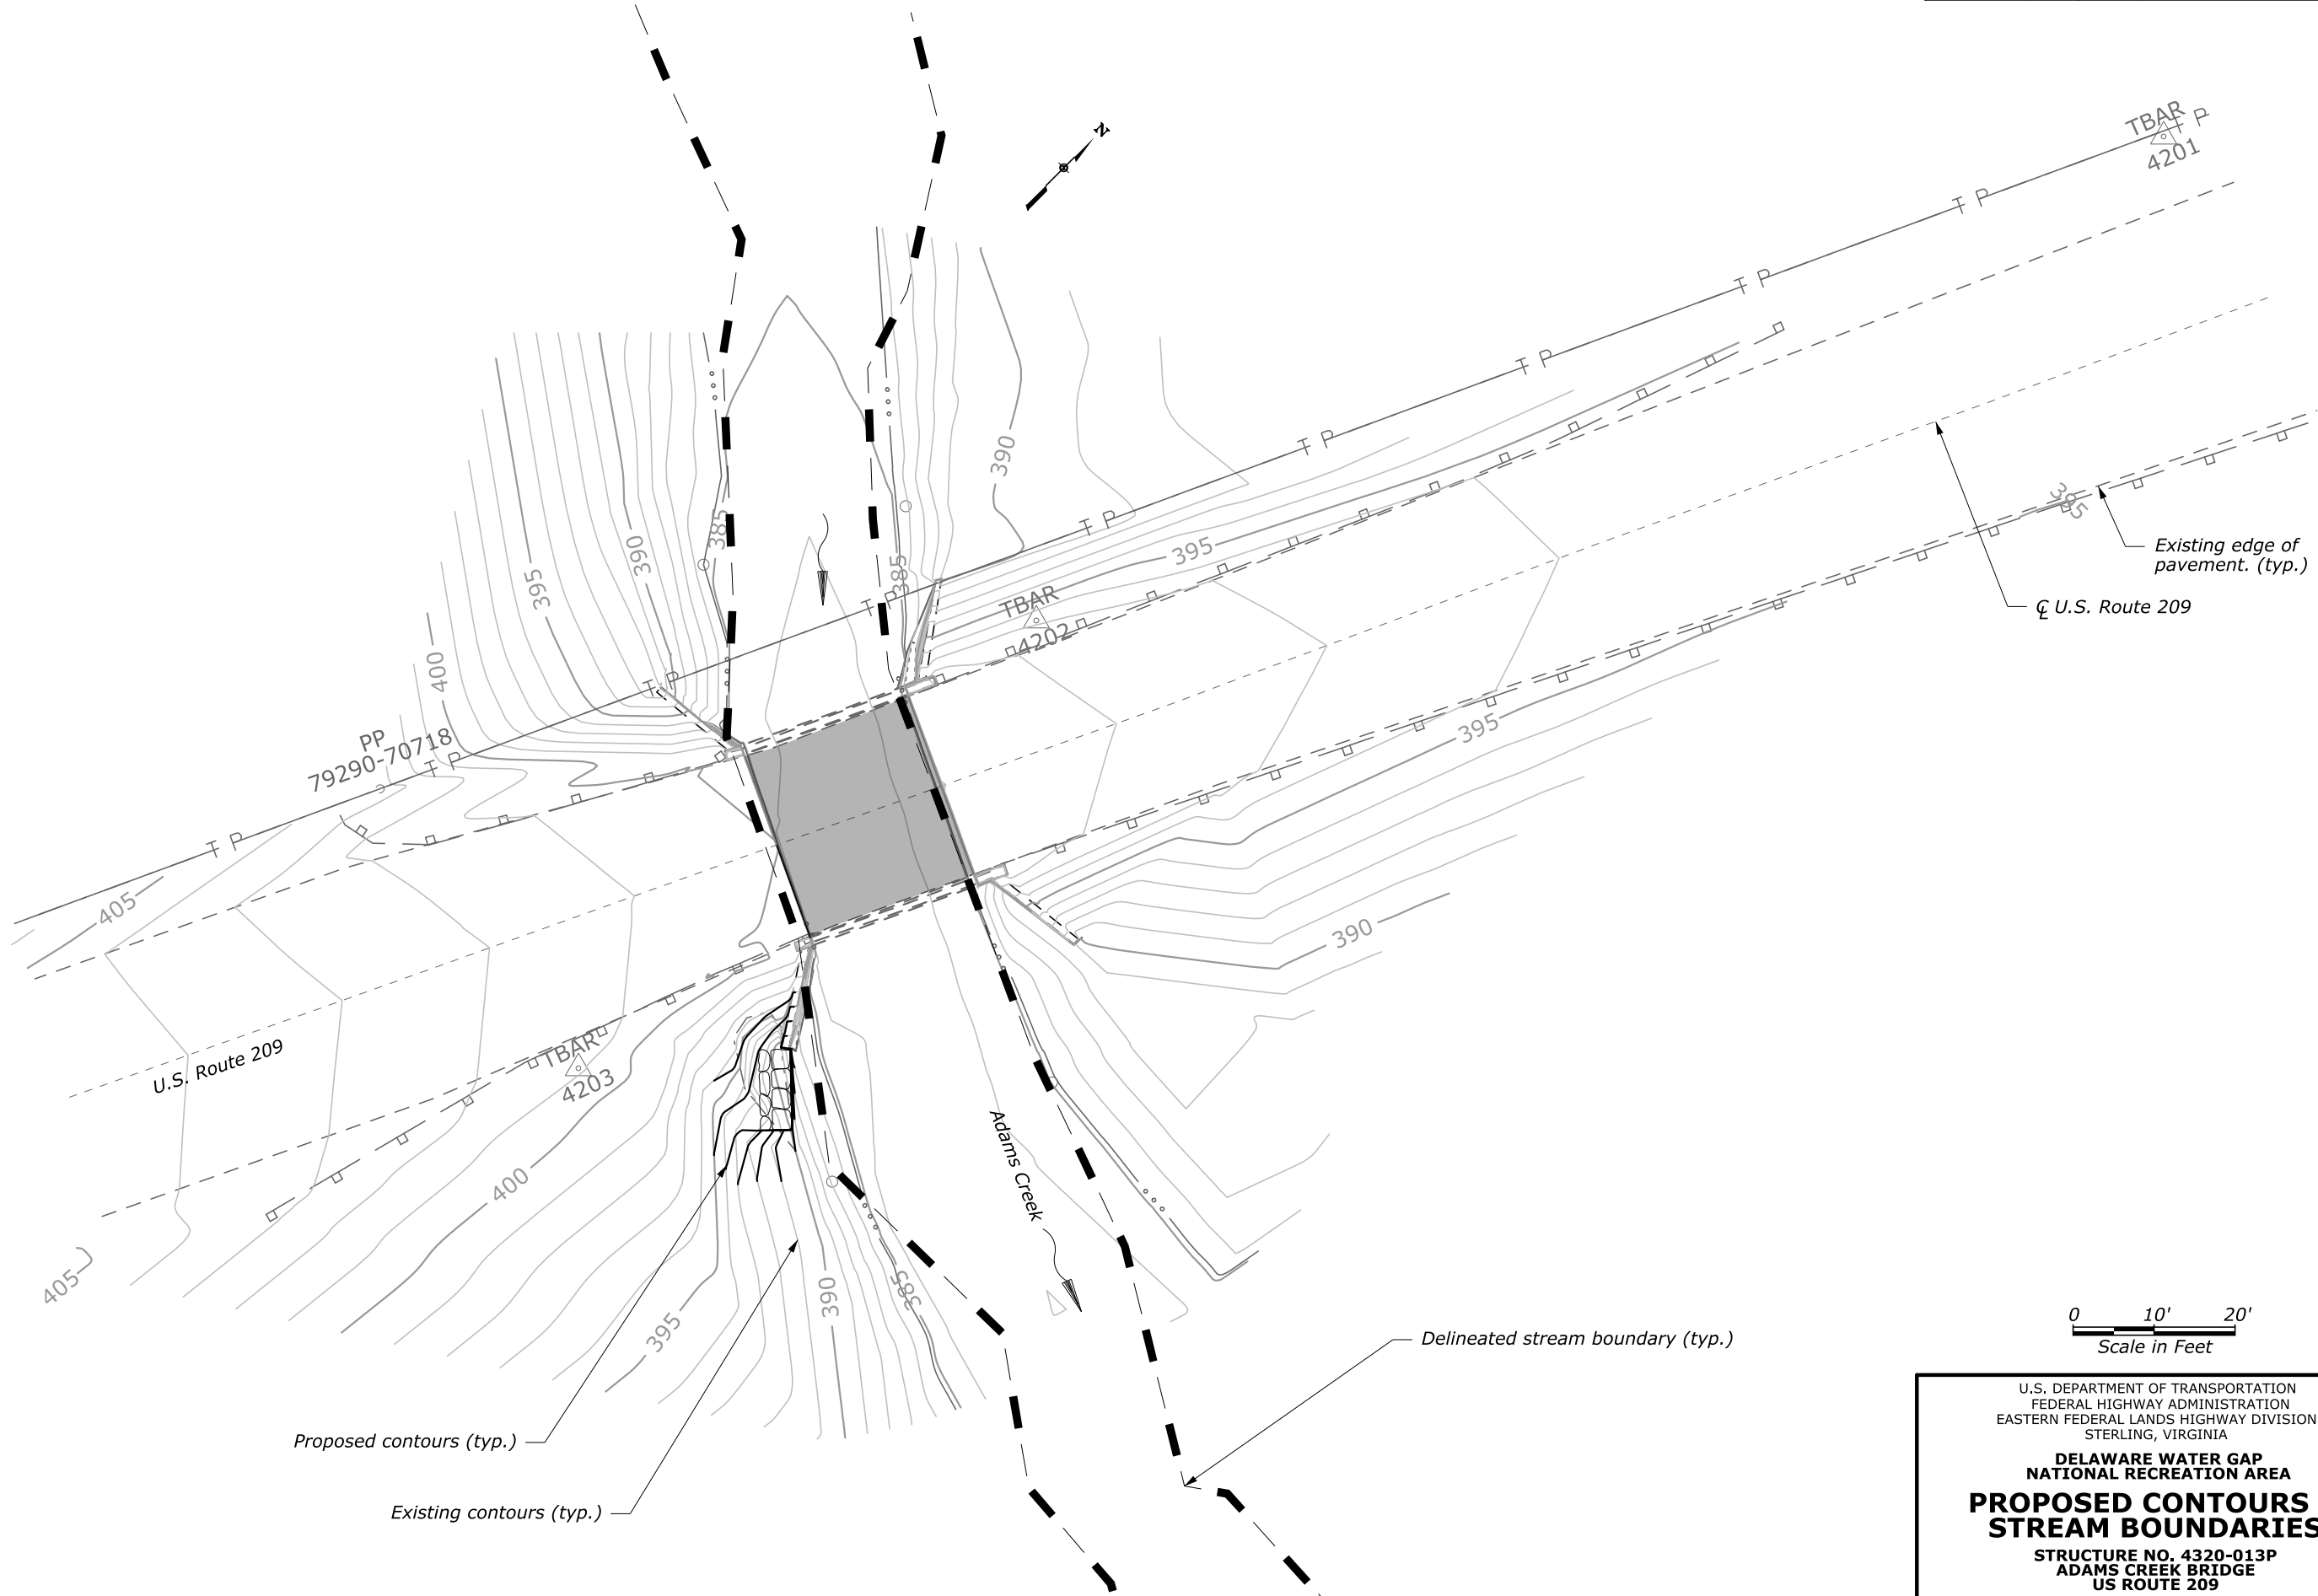 N
TBAR
4201
T P
T P
T P
T P
T P
T P
T P
T P
T P
T P
T P
390
385
390
395
400
385
395
395
TBAR
4202
Existing edge of
pavement. (typ.)
℄ U.S. Route 209
PP
79290-70718
395
390
405
U.S. Route 209
TBAR
4203
400
405
395
390
385
Adams Creek
Delineated stream boundary (typ.)
Proposed contours (typ.)
Existing contours (typ.)
0 10' 20'
Scale in Feet
U.S. DEPARTMENT OF TRANSPORTATION
FEDERAL HIGHWAY ADMINISTRATION
EASTERN FEDERAL LANDS HIGHWAY DIVISION
STERLING, VIRGINIA
DELAWARE WATER GAP
NATIONAL RECREATION AREA
PROPOSED CONTOURS
STREAM BOUNDARIES
STRUCTURE NO. 4320-013P
ADAMS CREEK BRIDGE
US ROUTE 209